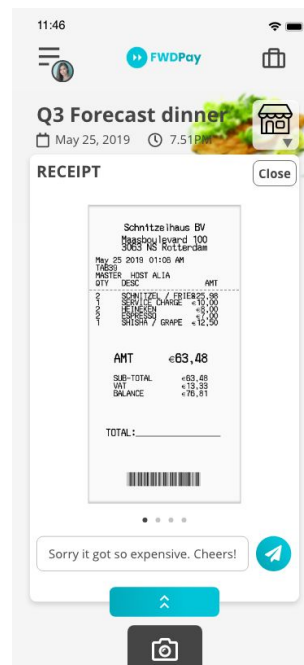 11:46
FWDPay
Q3 Forecast dinner
May 25, 2019 7.51PM
RECEIPT
Close
Schnitzelhaus BV
Maasboulevard 100
3063 NS Rotterdam
May 25 2019 01:06 AM
TAB39
MASTER HOST ALIA
QTY DESC AMT
2 SCHNITZEL / FRIES €25,98
1 SERVICE CHARGE €10,00
2 HEINEKEN €8,00
2 ESPRESSO €7,00
1 SHISHA / GRAPE €12,50
AMT €63,48
SUB-TOTAL €63,48
VAT €13,33
BALANCE €76,81
TOTAL:
Sorry it got so expensive. Cheers!